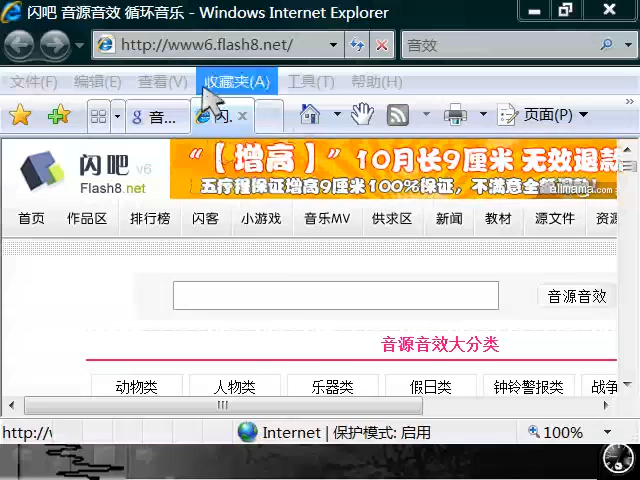 闪吧 音源音效 循环音乐 - Windows Internet Explorer
http://www6.flash8.net/ 音效
文件(F) 编辑(E) 查看(V) 收藏夹(A) 工具(T) 帮助(H)
音... 闪. 页面(P)
闪吧 v6
Flash8.net
“【增高】”10月长9厘米 无效退款
五疗程保证增高9厘米100%保证，不满意全
alimama.com
首页 作品区 排行榜 闪客 小游戏 音乐MV 供求区 新闻 教材 源文件 资源
音源音效
音源音效大分类
动物类 人物类 乐器类 假日类 钟铃警报类 战争
http://v Internet | 保护模式: 启用 100%